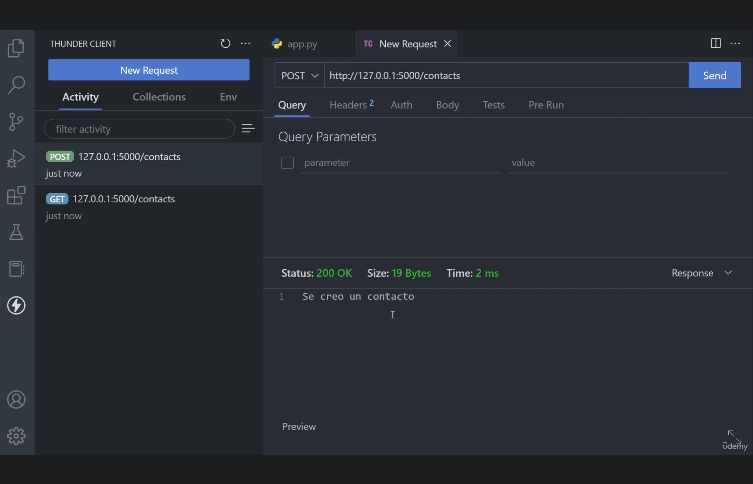 THUNDER CLIENT
New Request
Activity Collections Env
filter activity
POST 127.0.0.1:5000/contacts
just now
GET 127.0.0.1:5000/contacts
just now
app.py TC New Request
POST http://127.0.0.1:5000/contacts Send
Query Headers 2 Auth Body Tests Pre Run
Query Parameters
parameter value
Status: 200 OK Size: 19 Bytes Time: 2 ms Response
1 Se creo un contacto
Preview
ûdemy